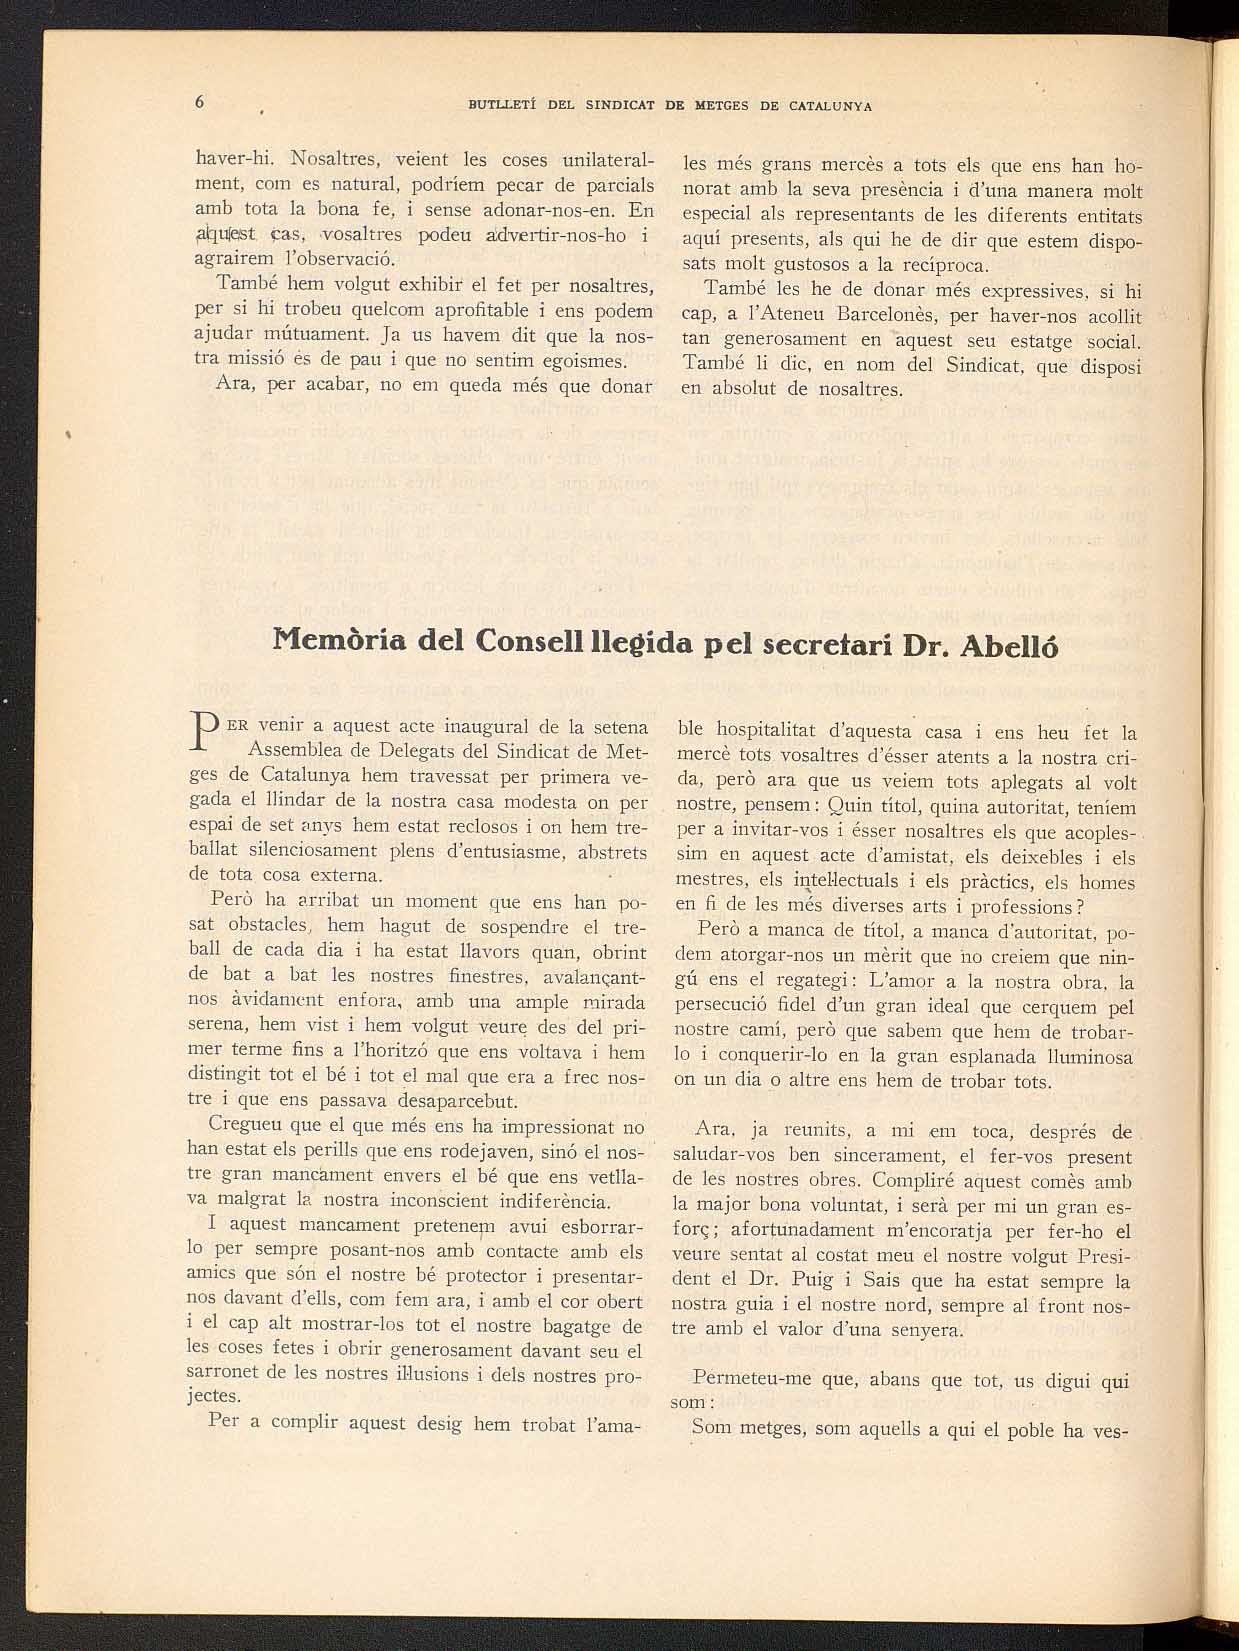 6
BUTLLETÍ DEL SINDICAT DE METGES DE CATALUNYA
haver-hi. Nosaltres, veient les coses unilateral-
ment, com es natural, podríem pecar de parcials
amb tota la bona fe, i sense adonar-nos-en. En
aquest cas, vosaltres podeu advertir-nos-ho i
agrairem l'observació.
També hem volgut exhibir el fet per nosaltres,
per si hi trobeu quelcom aprofitable i ens podem
ajudar mútuament. Ja us havem dit que la nos-
tra missió és de pau i que no sentim egoismes.
Ara, per acabar, no em queda més que donar
les més grans mercès a tots els que ens han ho-
norat amb la seva presència i d'una manera molt
especial als representants de les diferents entitats
aquí presents, als qui he de dir que estem dispo-
sats molt gustosos a la recíproca.
També les he de donar més expressives, si hi
cap, a l'Ateneu Barcelonès, per haver-nos acollit
tan generosament en aquest seu estatge social.
També li dic, en nom del Sindicat, que disposi
en absolut de nosaltres.
Memòria del Consell llegida pel secretari Dr. Abelló
PER venir a aquest acte inaugural de la setena
Assemblea de Delegats del Sindicat de Met-
ges de Catalunya hem travessat per primera ve-
gada el llindar de la nostra casa modesta on per
espai de set anys hem estat reclosos i on hem tre-
ballat silenciosament plens d'entusiasme, abstrets
de tota cosa externa.
Però ha arribat un moment que ens han po-
sat obstacles, hem hagut de sospendre el tre-
ball de cada dia i ha estat llavors quan, obrint
de bat a bat les nostres finestres, avalançant-
nos àvidament enfora, amb una ample mirada
serena, hem vist i hem volgut veure des del pri-
mer terme fins a l'horitzó que ens voltava i hem
distingit tot el bé i tot el mal que era a frec nos-
tre i que ens passava desaparcebut.
Cregueu que el que més ens ha impressionat no
han estat els perills que ens rodejaven, sinó el nos-
tre gran mancament envers el bé que ens vetlla-
va malgrat la nostra inconscient indiferència.
I aquest mancament pretenem avui esborrar-
lo per sempre posant-nos amb contacte amb els
amics que són el nostre bé protector i presentar-
nos davant d'ells, com fem ara, i amb el cor obert
i el cap alt mostrar-los tot el nostre bagatge de
les coses fetes i obrir generosament davant seu el
sarronet de les nostres il·lusions i dels nostres pro-
jectes.
Per a complir aquest desig hem trobat l'ama-
ble hospitalitat d'aquesta casa i ens heu fet la
mercè tots vosaltres d'ésser atents a la nostra cri-
da, però ara que us veiem tots aplegats al volt
nostre, pensem: Quin títol, quina autoritat, teníem
per a invitar-vos i ésser nosaltres els que acoples-
sim en aquest acte d'amistat, els deixebles i els
mestres, els intel·lectuals i els pràctics, els homes
en fi de les més diverses arts i professions?
Però a manca de títol, a manca d'autoritat, po-
dem atorgar-nos un mèrit que no creiem que nin-
gú ens el regategi: L'amor a la nostra obra, la
persecució fidel d'un gran ideal que cerquem pel
nostre camí, però que sabem que hem de trobar-
lo i conquerir-lo en la gran esplanada lluminosa
on un dia o altre ens hem de trobar tots.
Ara, ja reunits, a mi em toca, després de
saludar-vos ben sincerament, el fer-vos present
de les nostres obres. Compliré aquest comès amb
la major bona voluntat, i serà per mi un gran es-
forç; afortunadament m'encoratja per fer-ho el
veure sentat al costat meu el nostre volgut Presi-
dent el Dr. Puig i Sais que ha estat sempre la
nostra guia i el nostre nord, sempre al front nos-
tre amb el valor d'una senyera.
Permeteu-me que, abans que tot, us digui qui
som:
Som metges, som aquells a qui el poble ha ves-